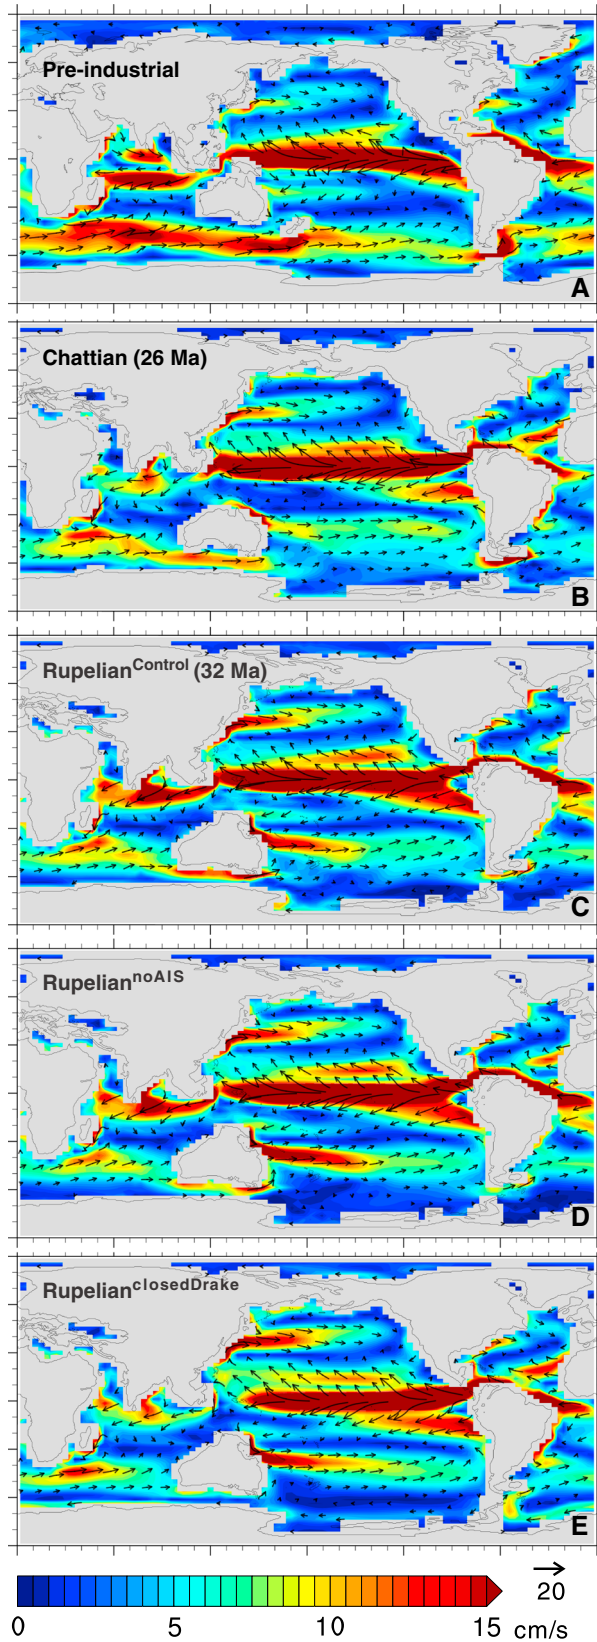 Pre-industrial
A
Chattian (26 Ma)
B
Rupelian^Control (32 Ma)
C
Rupelian^noAIS
D
Rupelian^closedDrake
E
20
0 5 10 15 cm/s